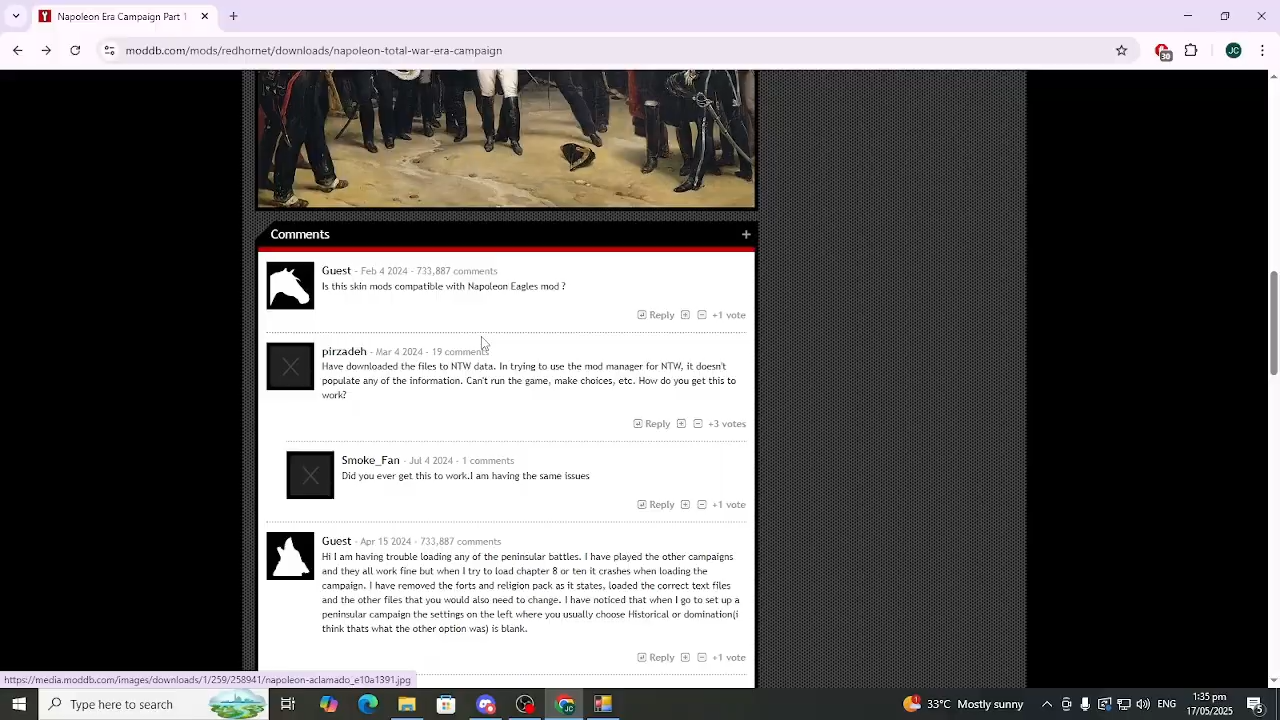 Napoleon Era Campaign Part 1
moddb.com/mods/redhorel/downloads/napoleon-total-war-era-campaign
30
JC
Comments
Guest - Feb 4 2024 - 733,887 comments
Is this skin mods compatible with Napoleon Eagles mod ?
Reply +1 vote
pirzadeh - Mar 4 2024 - 19 comments
Have downloaded the files to NTW data. In trying to use the mod manager for NTW, it doesn't
populate any of the information. Can't run the game, make choices, etc. How do you get this to
work?
Reply +3 votes
Smoke_Fan - Jul 4 2024 - 1 comments
Did you ever get this to work.I am having the same issues
Reply +1 vote
Guest - Apr 15 2024 - 733,887 comments
Hi I am having trouble loading any of the peninsular battles. I have played the other campaigns
and they all work fine but when I try to load chapter 8 or ten it crashes when loading the
campaign. I have removed the forts and religion pack as it states, loaded the correct text files
and the other files that you would also need to change. I have noticed that when I go to set up a
peninsular campaign the settings on the left where you usually choose Historical or domination(i
think thats what the other option was) is blank.
Reply +1 vote
https://media.moddb.com/images/downloads/1/259/258941/napoleon-aclamado_e10a1391.jpg
Type here to search
33°C Mostly sunny
1:35 pm
17/05/2025